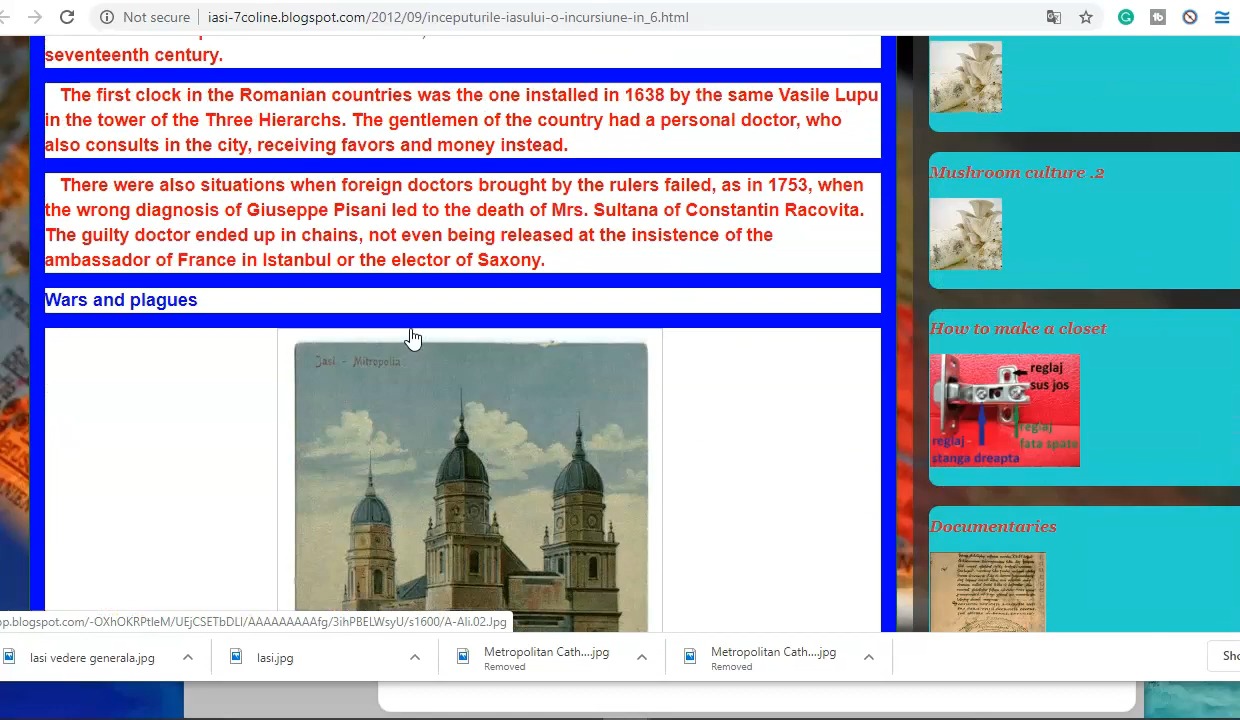 Not secure
iasi-7coline.blogspot.com/2012/09/inceputurile-iasului-o-incursiune-in_6.html
seventeenth century.
The first clock in the Romanian countries was the one installed in 1638 by the same Vasile Lupu
in the tower of the Three Hierarchs. The gentlemen of the country had a personal doctor, who
also consults in the city, receiving favors and money instead.
There were also situations when foreign doctors brought by the rulers failed, as in 1753, when
the wrong diagnosis of Giuseppe Pisani led to the death of Mrs. Sultana of Constantin Racovita.
The guilty doctor ended up in chains, not even being released at the insistence of the
ambassador of France in Istanbul or the elector of Saxony.
Wars and plagues
Jasi - Mitropolia
Mushroom culture .2
How to make a closet
reglaj
sus jos
reglaj
fata spate
reglaj
stanga dreapta
Documentaries
op.blogspot.com/-OXhOKRPtleM/UEjCSETbDLI/AAAAAAAAAfg/3ihPBELWsyU/s1600/A-Ali.02.Jpg
Iasi vedere generala.jpg
Iasi.jpg
Metropolitan Cath....jpg
Removed
Metropolitan Cath....jpg
Removed
Sho